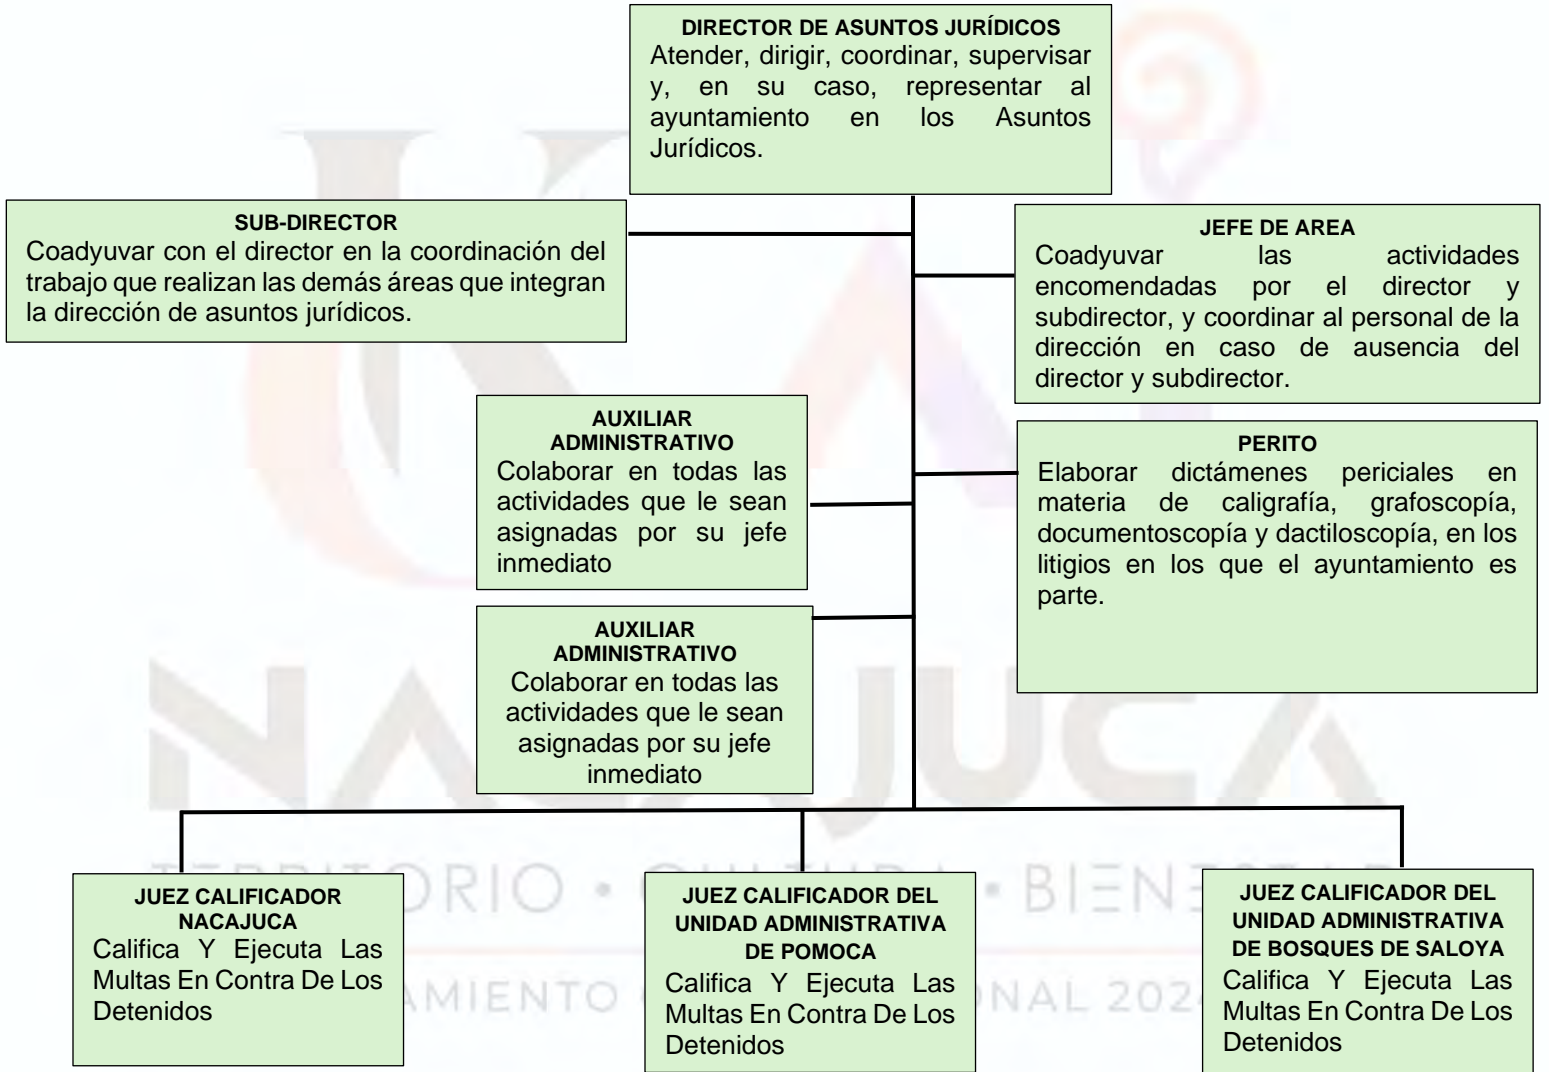 DIRECTOR DE ASUNTOS JURÍDICOS
Atender, dirigir, coordinar, supervisar
y, en su caso, representar al
ayuntamiento en los Asuntos
Jurídicos.
SUB-DIRECTOR
Coadyuvar con el director en la coordinación del
trabajo que realizan las demás áreas que integran
la dirección de asuntos jurídicos.
JEFE DE AREA
Coadyuvar las actividades
encomendadas por el director y
subdirector, y coordinar al personal de la
dirección en caso de ausencia del
director y subdirector.
AUXILIAR
ADMINISTRATIVO
Colaborar en todas las
actividades que le sean
asignadas por su jefe
inmediato
PERITO
Elaborar dictámenes periciales en
materia de caligrafía, grafoscopía,
documentoscopía y dactiloscopía, en los
litigios en los que el ayuntamiento es
parte.
AUXILIAR
ADMINISTRATIVO
Colaborar en todas las
actividades que le sean
asignadas por su jefe
inmediato
NACAJUCA
TERRITORIO • CULTURA • BIENESTAR
JUEZ CALIFICADOR
NACAJUCA
Califica Y Ejecuta Las
Multas En Contra De Los
Detenidos
JUEZ CALIFICADOR DEL
UNIDAD ADMINISTRATIVA
DE POMOCA
Califica Y Ejecuta Las
Multas En Contra De Los
Detenidos
JUEZ CALIFICADOR DEL
UNIDAD ADMINISTRATIVA
DE BOSQUES DE SALOYA
Califica Y Ejecuta Las
Multas En Contra De Los
Detenidos